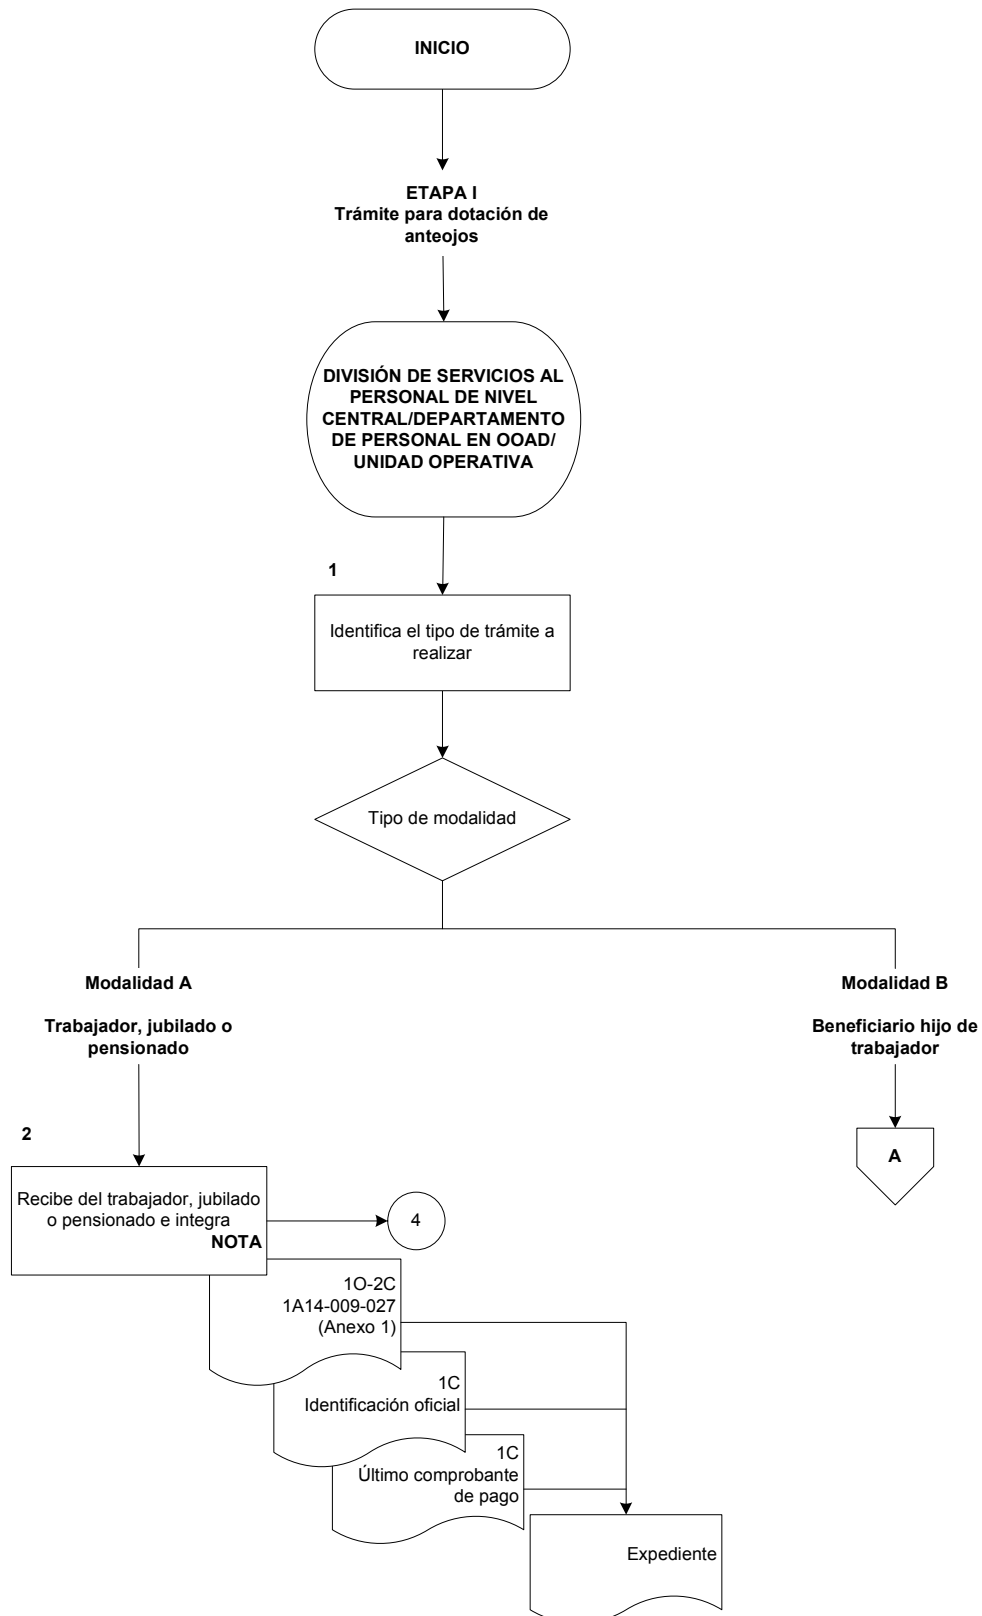 INICIO
ETAPA I
Trámite para dotación de
anteojos
DIVISIÓN DE SERVICIOS AL
PERSONAL DE NIVEL
CENTRAL/DEPARTAMENTO
DE PERSONAL EN OOAD/
UNIDAD OPERATIVA
1
Identifica el tipo de trámite a
realizar
Tipo de modalidad
Modalidad A
Trabajador, jubilado o
pensionado
Modalidad B
Beneficiario hijo de
trabajador
A
2
Recibe del trabajador, jubilado
o pensionado e integra
NOTA
4
1O-2C
1A14-009-027
(Anexo 1)
1C
Identificación oficial
1C
Último comprobante
de pago
Expediente